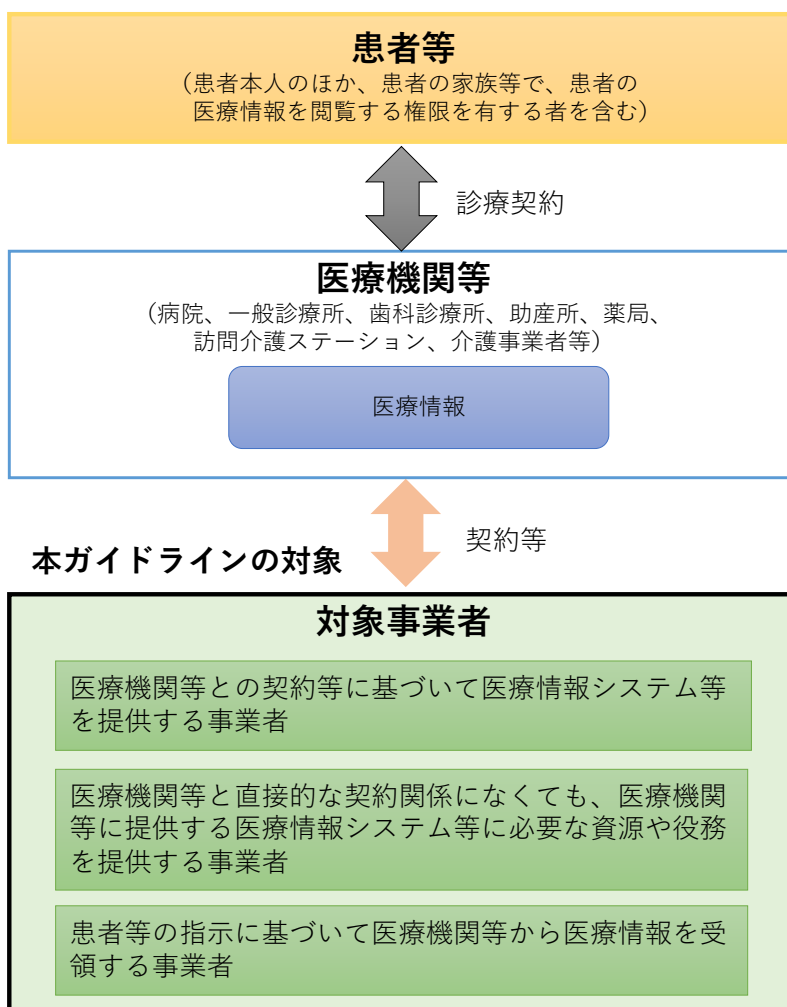 患者等
（患者本人のほか、患者の家族等で、患者の
医療情報を閲覧する権限を有する者を含む）
診療契約
医療機関等
（病院、一般診療所、歯科診療所、助産所、薬局、
訪問介護ステーション、介護事業者等）
医療情報
契約等
本ガイドラインの対象
対象事業者
医療機関等との契約等に基づいて医療情報システム等
を提供する事業者
医療機関等と直接的な契約関係になくても、医療機関
等に提供する医療情報システム等に必要な資源や役務
を提供する事業者
患者等の指示に基づいて医療機関等から医療情報を受
領する事業者